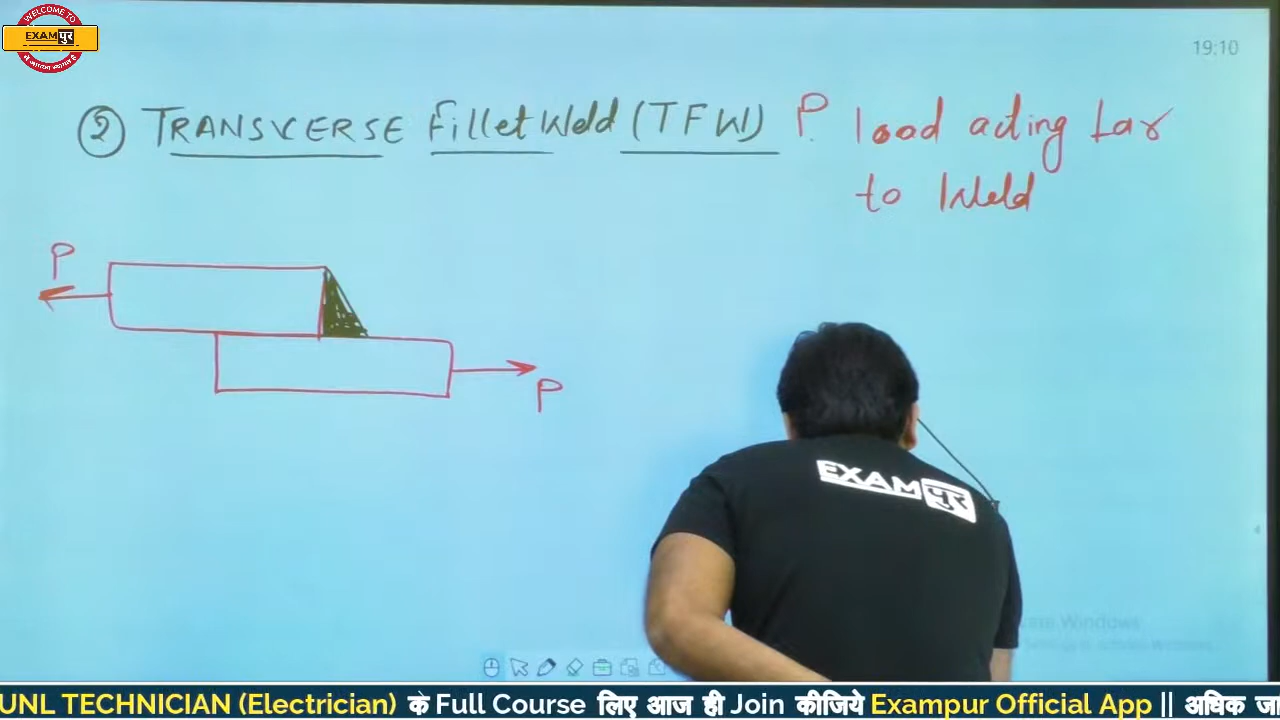 WELCOME TO
EXAMपुर
19:10
② TRANSVERSE Fillet Weld (TFW) P load acting ⊥ar
to Weld
P
P
EXAMपुर
UNL TECHNICIAN (Electrician) के Full Course लिए आज ही Join कीजिये Exampur Official App || अधिक जा